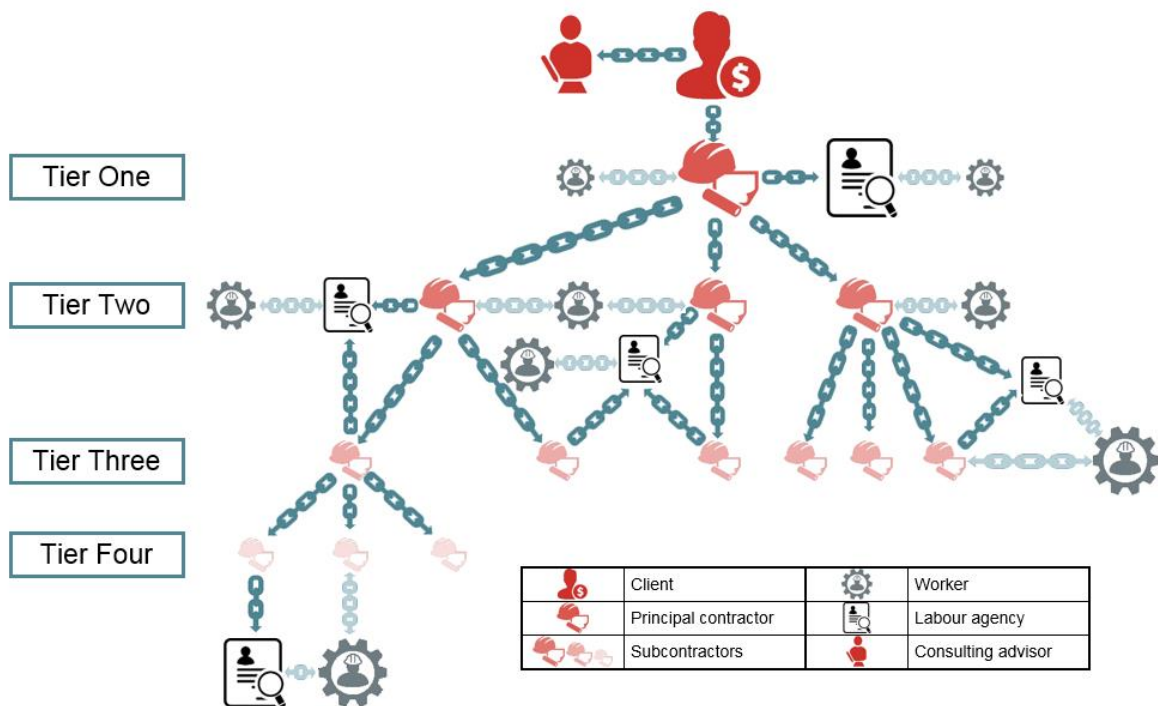 $
Tier One
Tier Two
Tier Three
Tier Four
$
Client
Worker
Principal contractor
Labour agency
Subcontractors
Consulting advisor